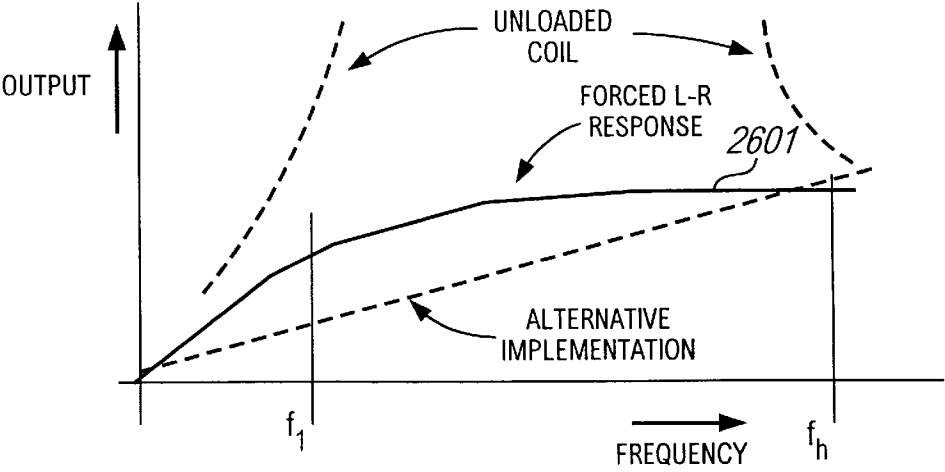 UNLOADED
COIL
OUTPUT
FORCED L-R
RESPONSE
2601
ALTERNATIVE
IMPLEMENTATION
f1
FREQUENCY
fh